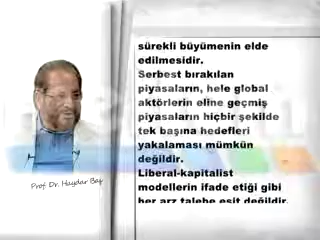 sürekli büyümenin elde
edilmesidir.
Serbest bırakılan
piyasaların, hele global
aktörlerin eline geçmiş
piyasaların hiçbir şekilde
tek başına hedefleri
yakalaması mümkün
değildir.
Liberal-kapitalist
modellerin ifade etiği gibi
her arz talebe eşit değildir.
Prof. Dr. Haydar Baş